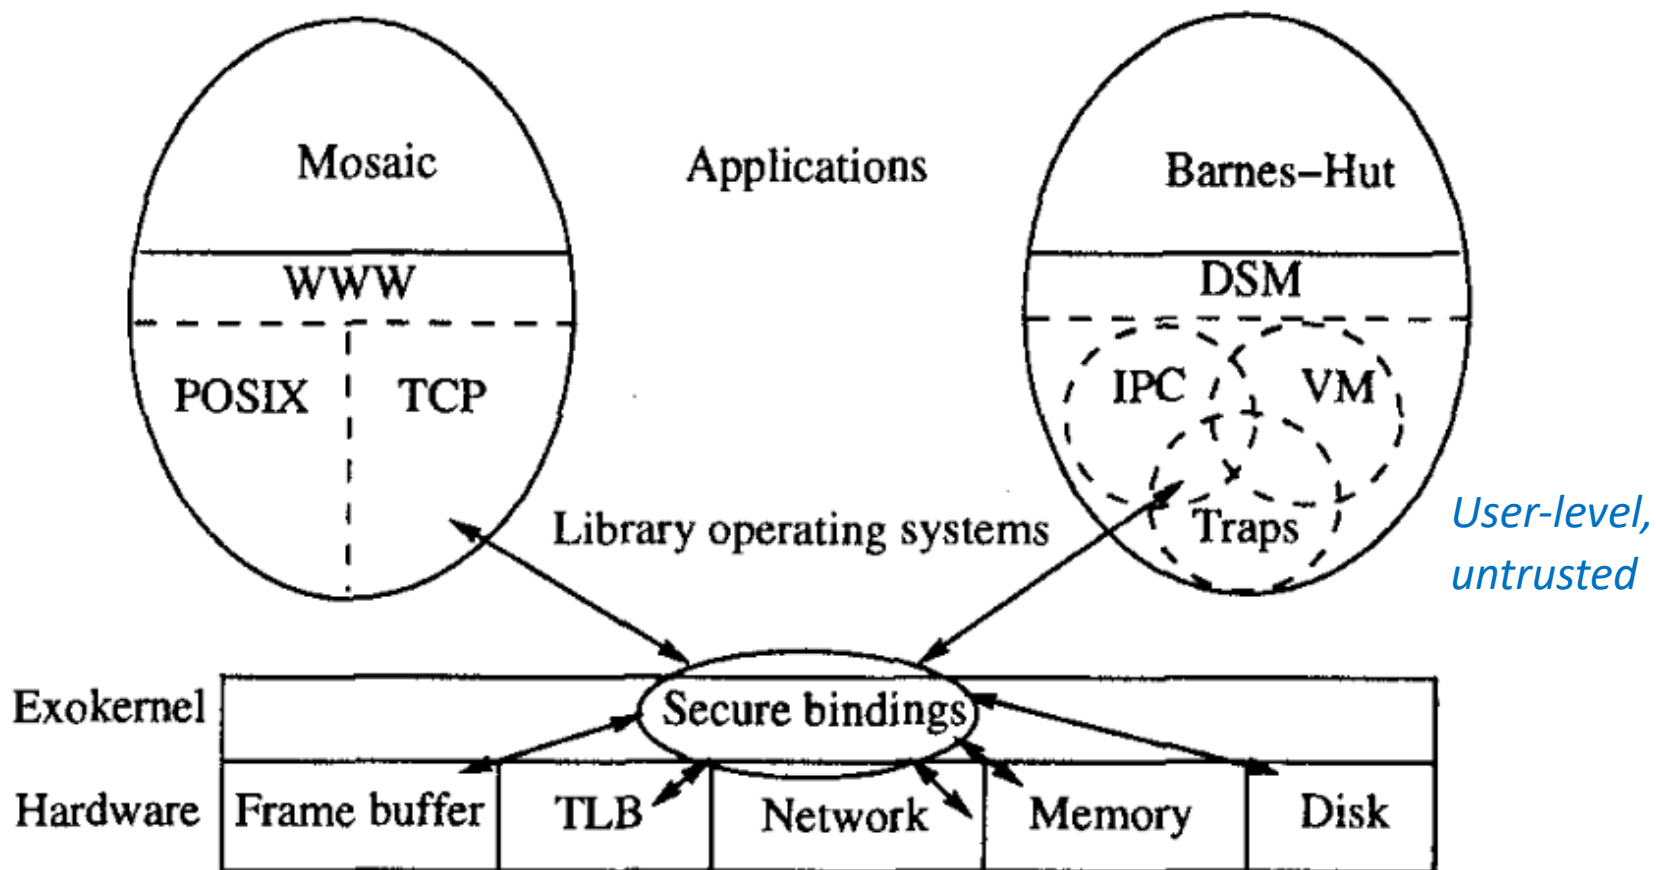 Mosaic
Applications
Barnes–Hut
WWW
DSM
POSIX
TCP
IPC
VM
Library operating systems
Traps
User-level,
untrusted
Exokernel
Secure bindings
Hardware
Frame buffer
TLB
Network
Memory
Disk